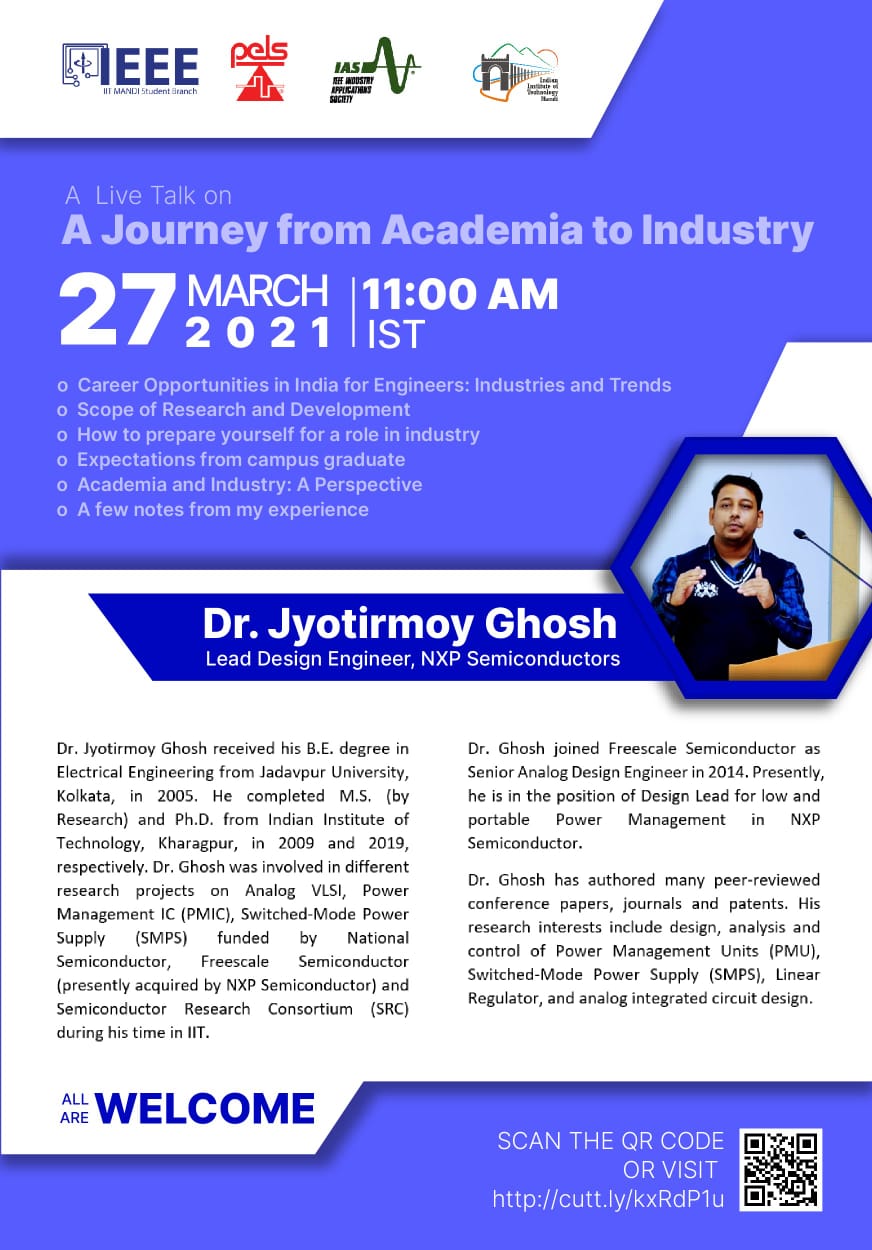 IEEE
IIT MANDI Student Branch
pels
IAS
IEEE INDUSTRY
APPLICATIONS
SOCIETY
Indian
Institute of
Technology
Mandi
A Live Talk on
A Journey from Academia to Industry
27 MARCH 2021
11:00 AM
IST
o Career Opportunities in India for Engineers: Industries and Trends
o Scope of Research and Development
o How to prepare yourself for a role in industry
o Expectations from campus graduate
o Academia and Industry: A Perspective
o A few notes from my experience
Dr. Jyotirmoy Ghosh
Lead Design Engineer, NXP Semiconductors
Dr. Jyotirmoy Ghosh received his B.E. degree in
Electrical Engineering from Jadavpur University,
Kolkata, in 2005. He completed M.S. (by
Research) and Ph.D. from Indian Institute of
Technology, Kharagpur, in 2009 and 2019,
respectively. Dr. Ghosh was involved in different
research projects on Analog VLSI, Power
Management IC (PMIC), Switched-Mode Power
Supply (SMPS) funded by National
Semiconductor, Freescale Semiconductor
(presently acquired by NXP Semiconductor) and
Semiconductor Research Consortium (SRC)
during his time in IIT.
Dr. Ghosh joined Freescale Semiconductor as
Senior Analog Design Engineer in 2014. Presently,
he is in the position of Design Lead for low and
portable Power Management in NXP
Semiconductor.
Dr. Ghosh has authored many peer-reviewed
conference papers, journals and patents. His
research interests include design, analysis and
control of Power Management Units (PMU),
Switched-Mode Power Supply (SMPS), Linear
Regulator, and analog integrated circuit design.
ALL ARE WELCOME
SCAN THE QR CODE
OR VISIT
http://cutt.ly/kxRdP1u